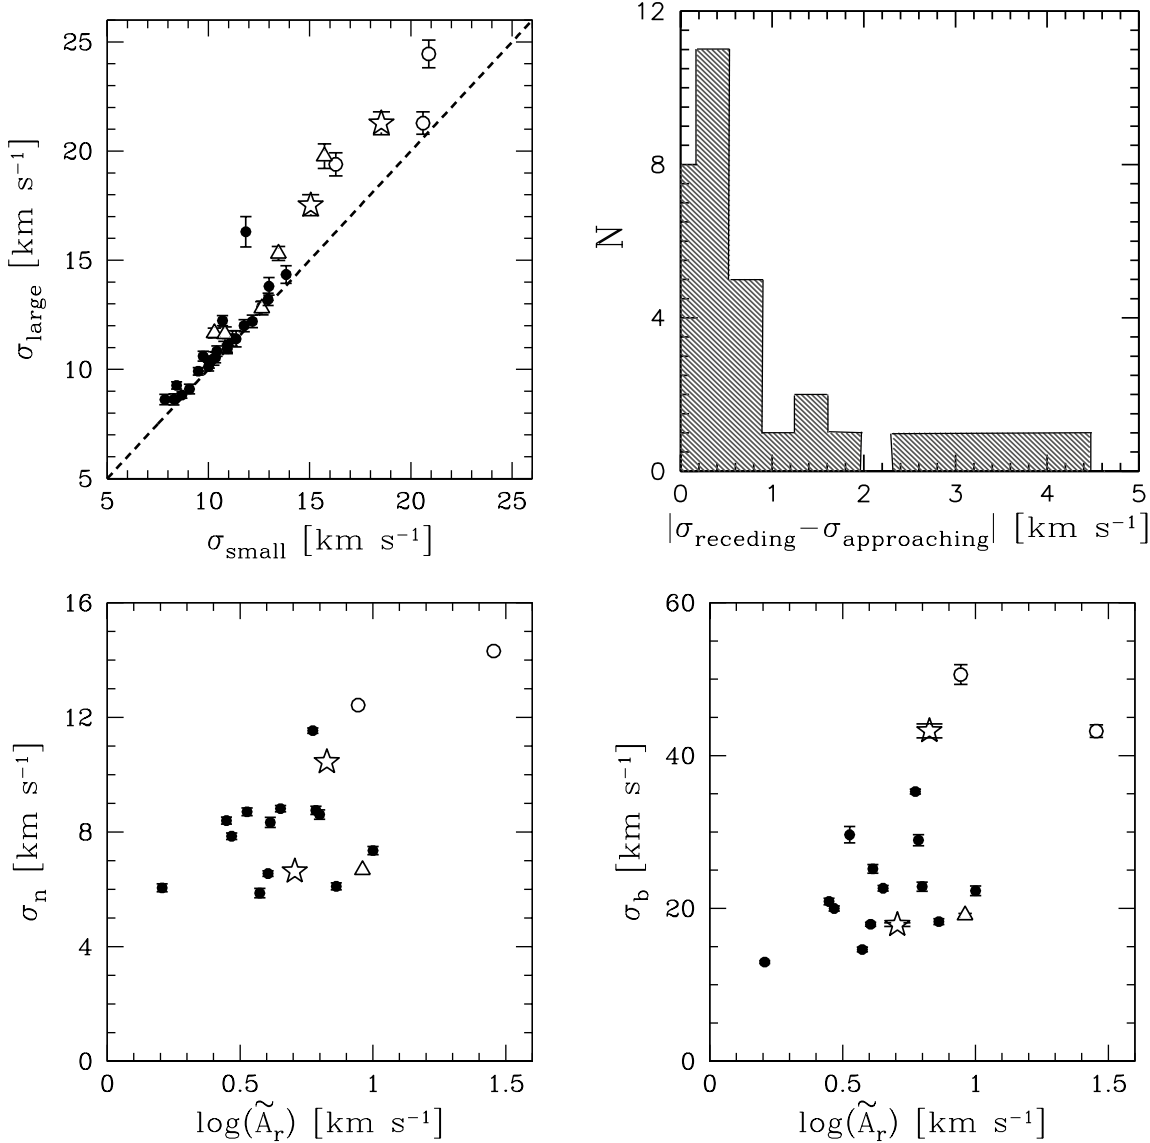 25
20
15
10
5
σlarge [km s⁻¹]
5 10 15 20 25
σsmall [km s⁻¹]
12
8
4
0
N
0 1 2 3 4 5
|σreceding−σapproaching| [km s⁻¹]
16
12
8
4
0
σn [km s⁻¹]
0 0.5 1 1.5
log(Ãr) [km s⁻¹]
60
40
20
0
σb [km s⁻¹]
0 0.5 1 1.5
log(Ãr) [km s⁻¹]